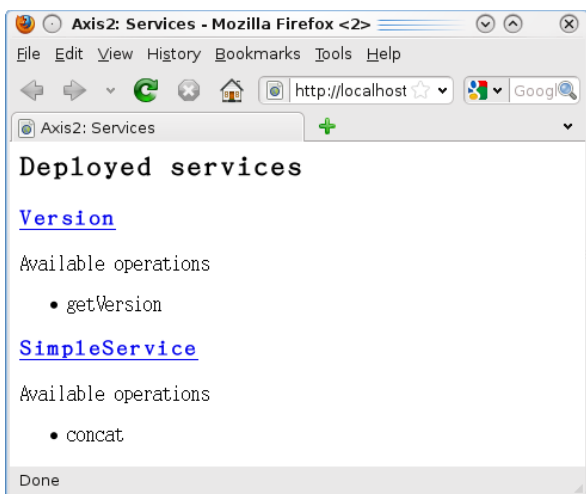 Axis2: Services - Mozilla Firefox <2>
File Edit View History Bookmarks Tools Help
http://localhost
Axis2: Services
Deployed services
Version
Available operations
• getVersion
SimpleService
Available operations
• concat
Done